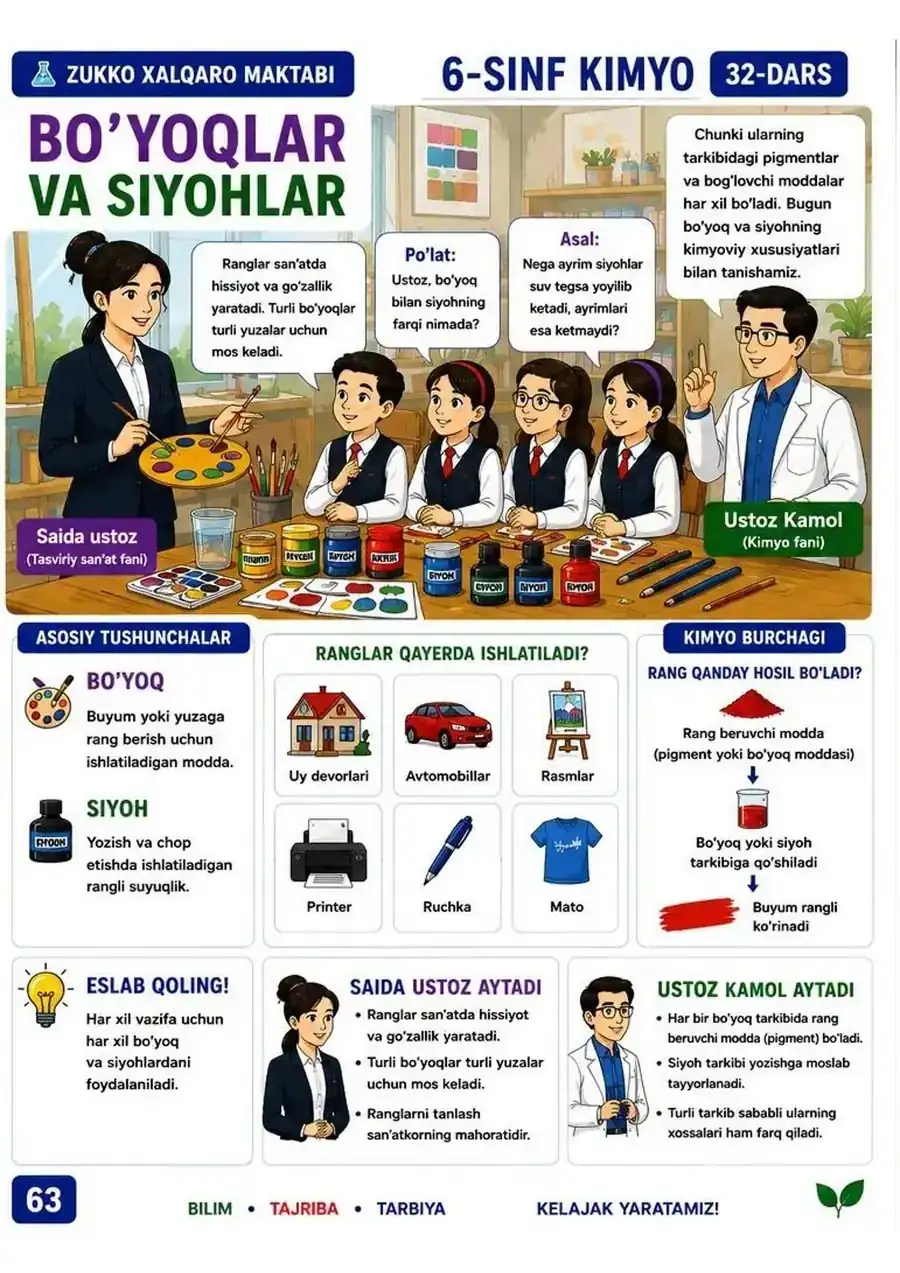 ZUKKO XALQARO MAKTABI
6-SINF KIMYO
32-DARS
BO’YOQLAR
VA SIYOHLAR
Ranglar san’atda
hissiyot va go‘zallik
yaratadi. Turli bo‘yoqlar
turli yuzalar uchun
mos keladi.
Po’lat:
Ustoz, bo‘yoq
bilan siyohning
farqi nimada?
Asal:
Nega ayrim siyohlar
suv tegsa yoyilib
ketadi, ayrimlari
esa ketmaydi?
Chunki ularning
tarkibidagi pigmentlar
va bog‘lovchi moddalar
har xil bo‘ladi. Bugun
bo‘yoq va siyohning
kimyoviy xususiyatlari
bilan tanishamiz.
Saida ustoz
(Tasviriy san’at fani)
Ustoz Kamol
(Kimyo fani)
ASOSIY TUSHUNCHALAR
BO’YOQ
Buyum yoki yuzaga
rang berish uchun
ishlatiladigan modda.
SIYOH
Yozish va chop
etishda ishlatiladigan
rangli suyuqlik.
RANGLAR QAYERDA ISHLATILADI?
Uy devorlari
Avtomobillar
Rasmlar
Printer
Ruchka
Mato
KIMYO BURCHAGI
RANG QANDAY HOSIL BO'LADI?
Rang beruvchi modda
(pigment yoki bo‘yoq moddasi)
Bo‘yoq yoki siyoh
tarkibiga qo‘shiladi
Buyum rangli
ko‘rinadi
ESLAB QOLING!
Har xil vazifa uchun
har xil bo‘yoq
va siyohlardani
foydalaniladi.
SAIDA USTOZ AYTADI
• Ranglar san’atda hissiyot
va go‘zallik yaratadi.
• Turli bo‘yoqlar turli yuzalar
uchun mos keladi.
• Ranglarni tanlash
san’atkorning mahoratidir.
USTOZ KAMOL AYTADI
• Har bir bo‘yoq tarkibida rang
beruvchi modda (pigment) bo‘ladi.
• Siyoh tarkibi yozishga moslab
tayyorlanadi.
• Turli tarkib sababli ularning
xossalari ham farq qiladi.
63
BILIM • TAJRIBA • TARBIYA
KELAJAK YARATAMIZ!